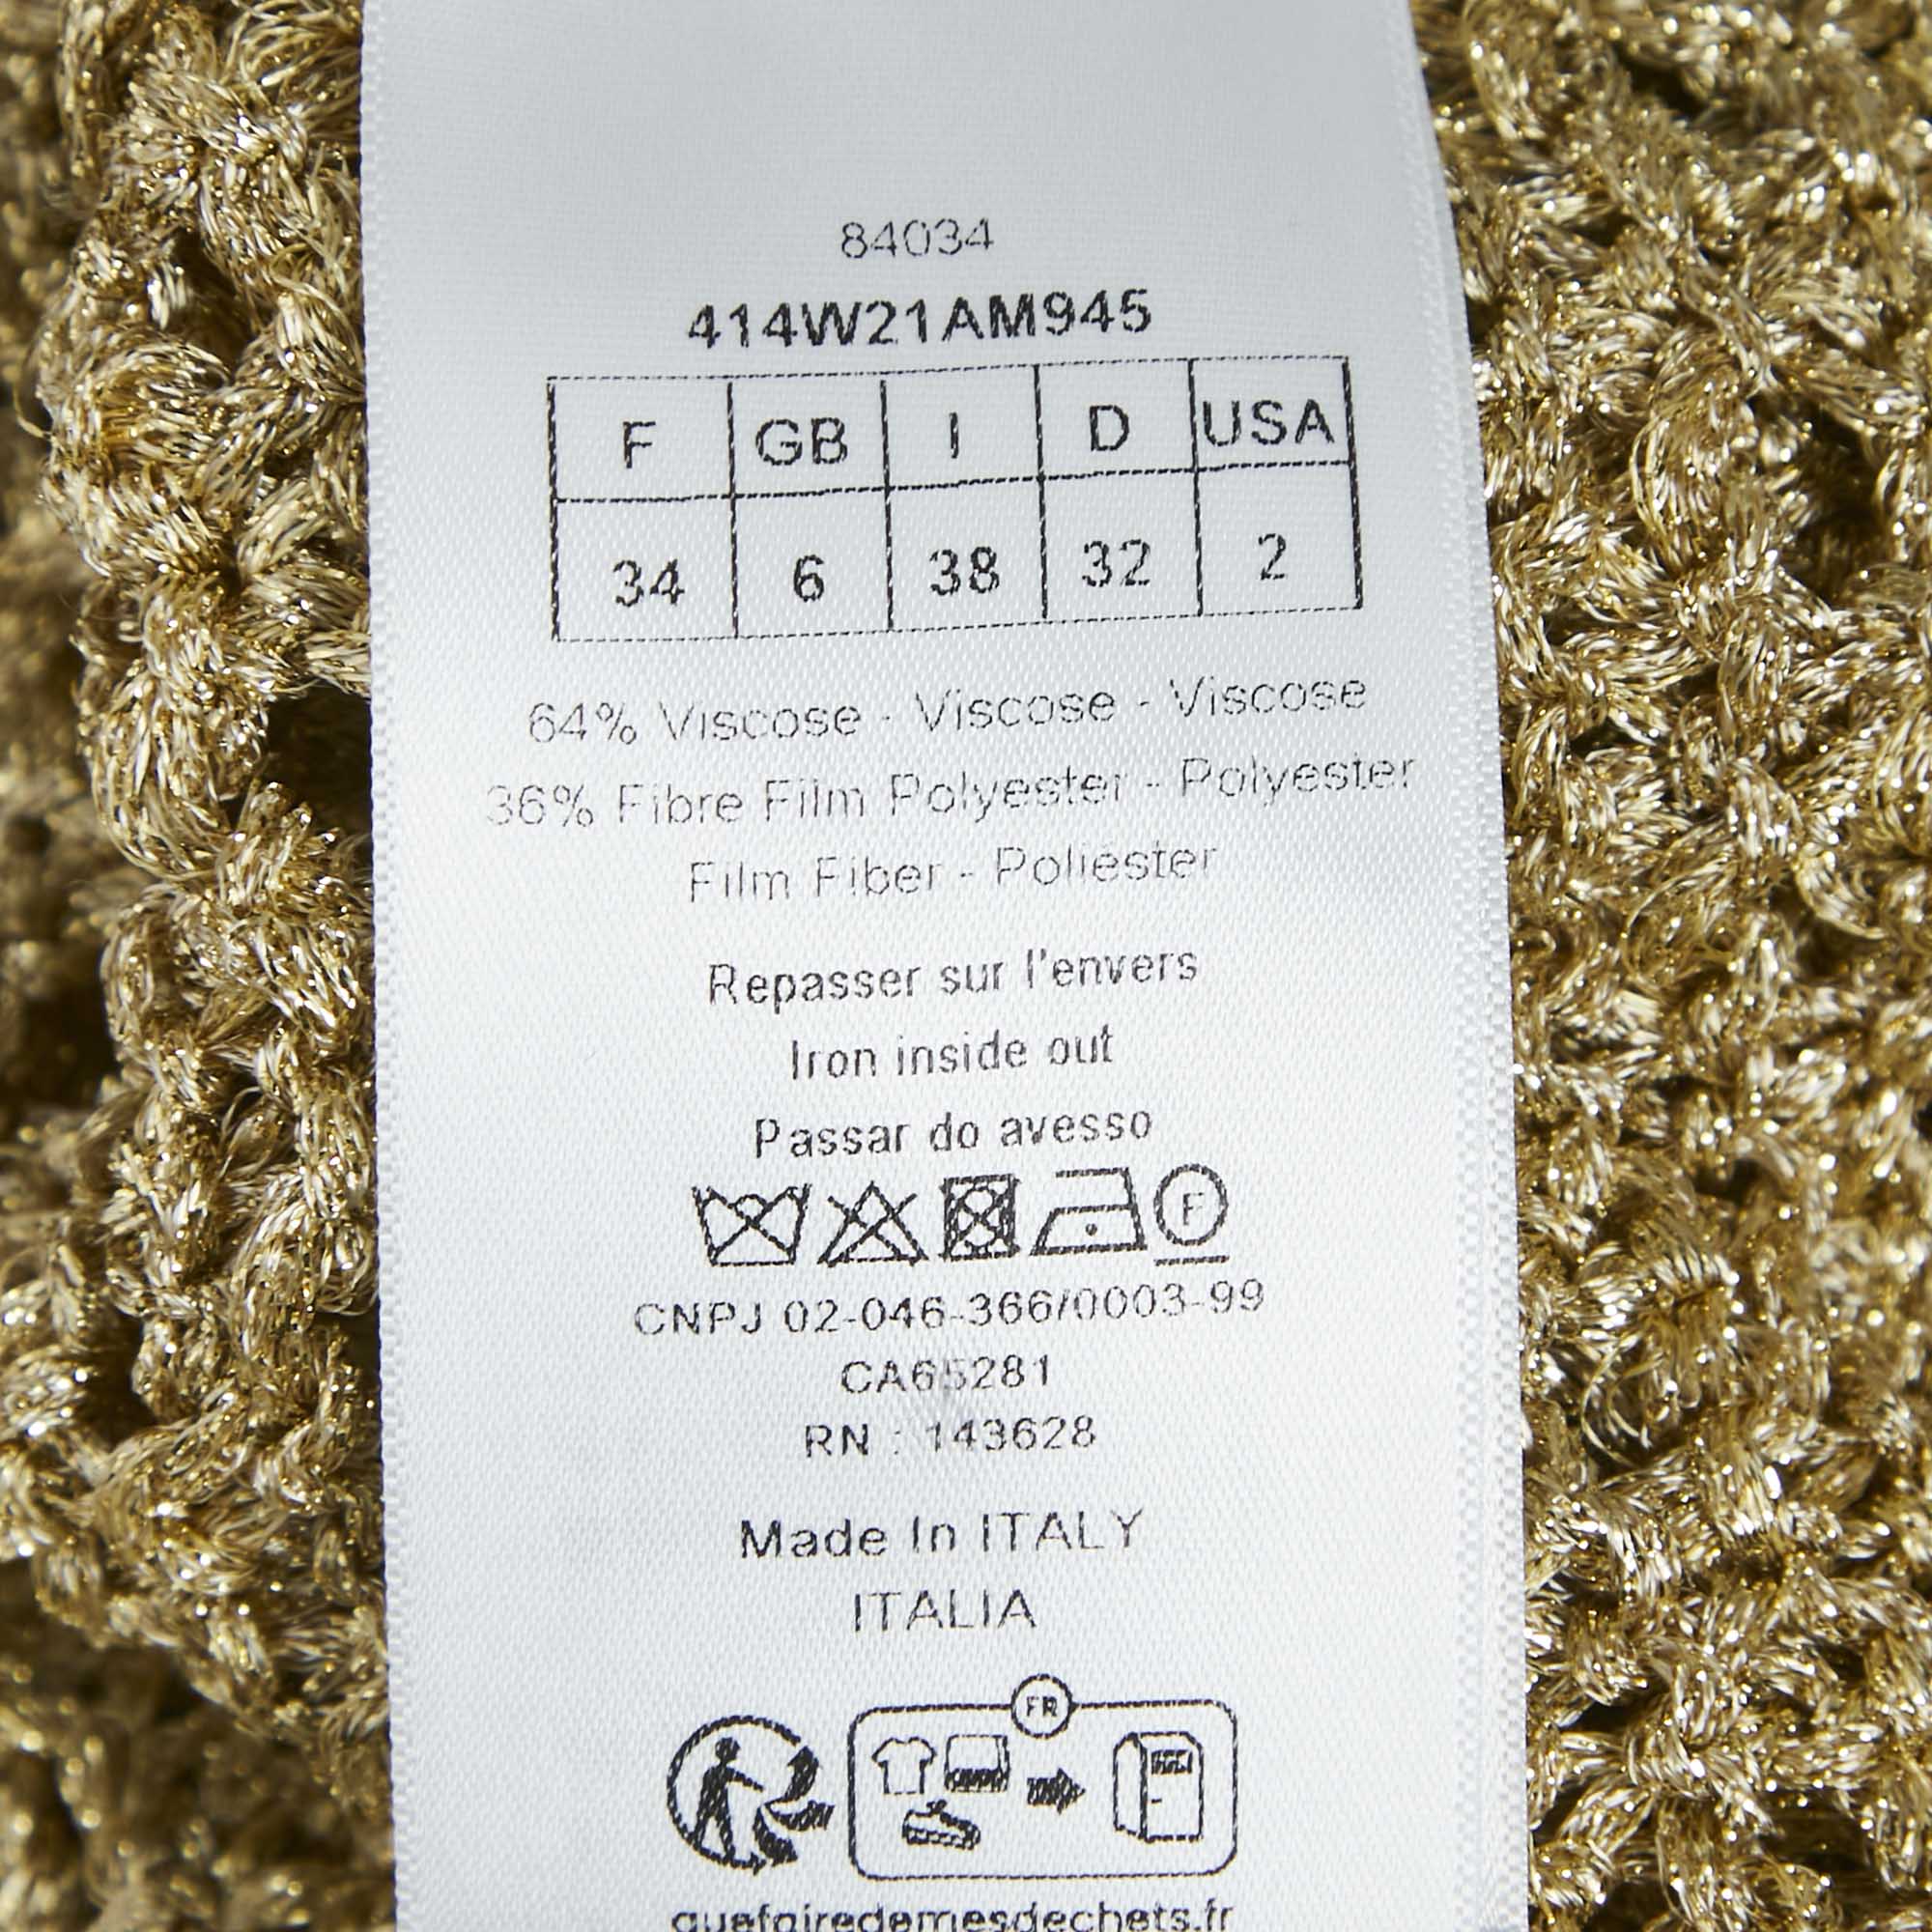 84034
414W21AM945
F GB I D USA
34 6 38 32 2
64% Viscose - Viscose - Viscose
36% Fibre Film Polyester - Polyester
Film Fiber - Poliéster
Repasser sur l'envers
Iron inside out
Passar do avesso
F
CNPJ 02-046-366/0003-99
CA65281
RN : 143628
Made In ITALY
ITALIA
FR
quefairedemesdechets.fr